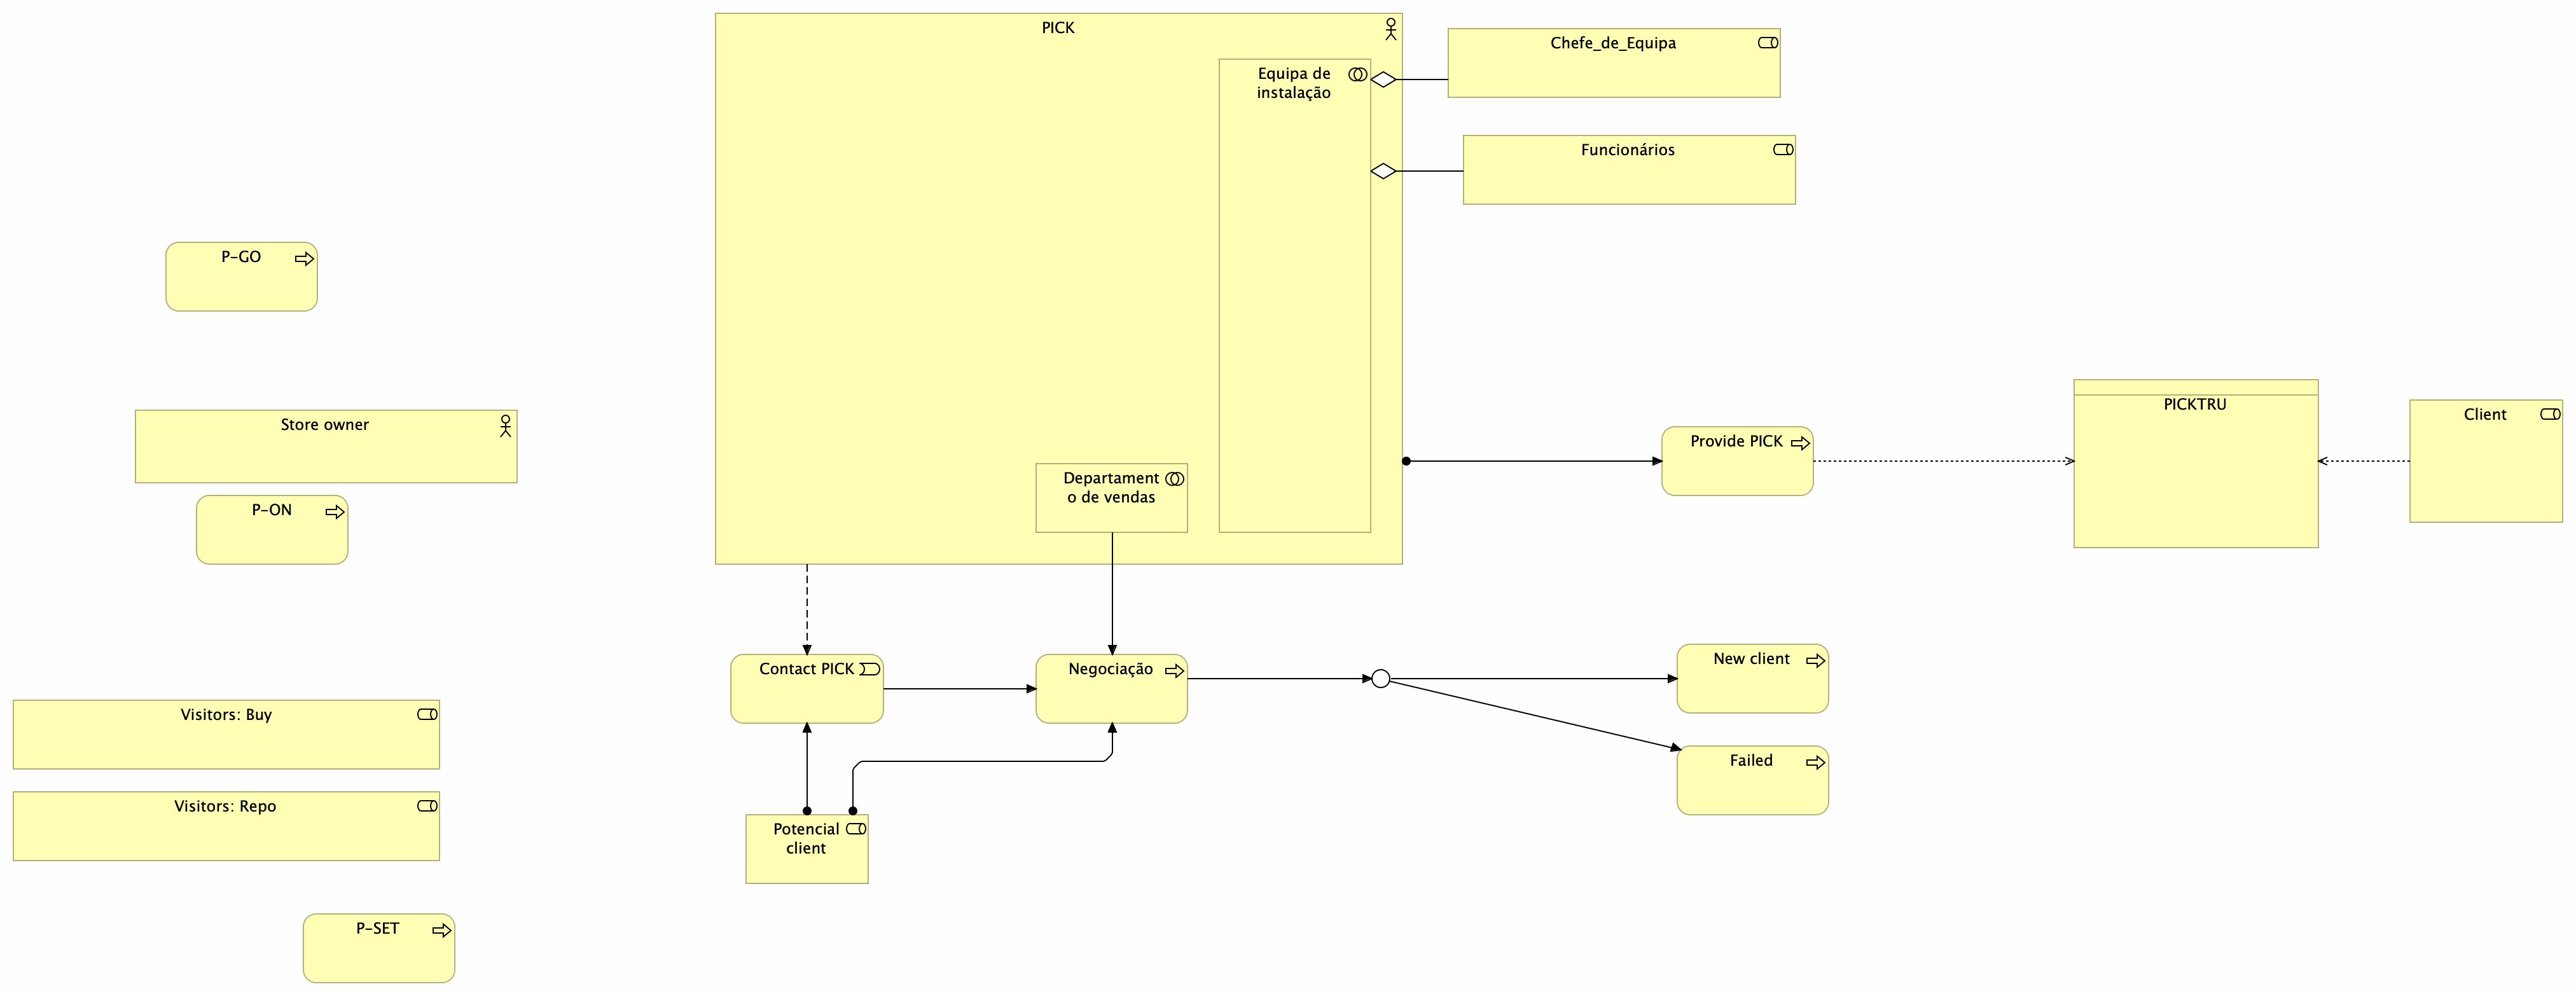 PICK
Chefe_de_Equipa
Equipa de
instalação
Funcionários
P-GO
Store owner
PICKTRU
Client
Provide PICK
Departament
o de vendas
P-ON
Contact PICK
Negociação
New client
Visitors: Buy
Failed
Visitors: Repo
Potencial
client
P-SET